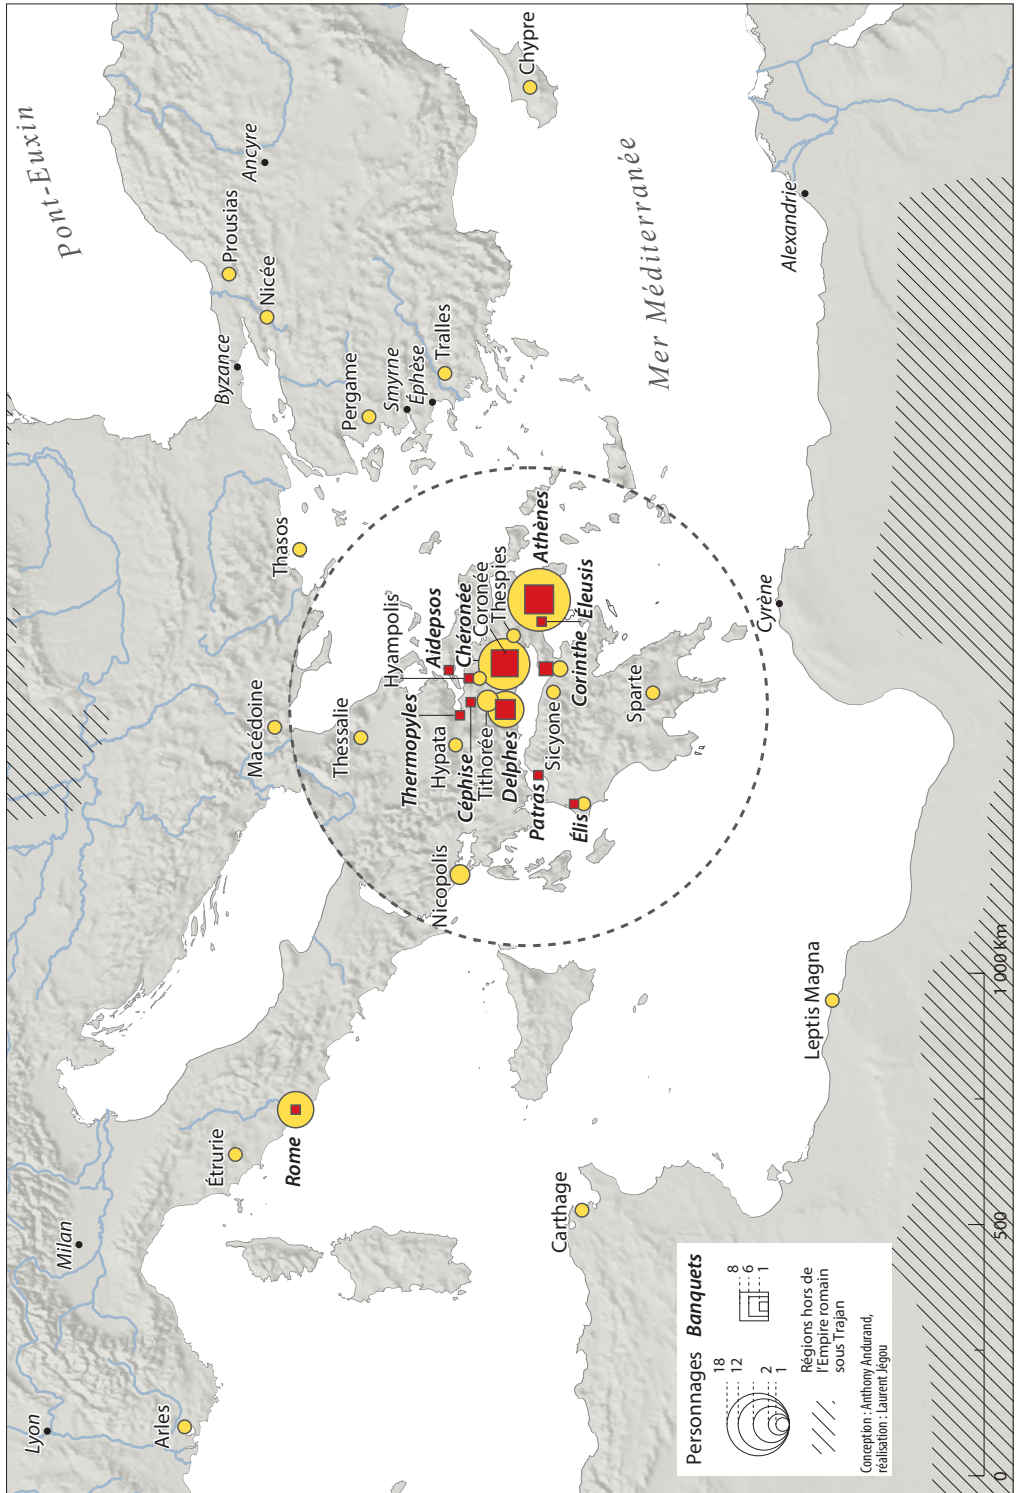 Pont-Euxin
Mer Méditerranée
Lyon
Milan
Arles
Étrurie
Rome
Carthage
Leptis Magna
Nicopolis
Macédoine
Thessalie
Thermopyles
Hypata
Céphise
Tithorée
Delphes
Patras
Élis
Sicyone
Sparte
Corinthe
Hyampolis
Aidepsos
Chéronée
Coronée
Thespies
Athènes
Éleusis
Thasos
Cyrène
Byzance
Pergame
Smyrne
Éphèse
Tralles
Nicée
Prousias
Ancyre
Chypre
Alexandrie
Personnages
18
12
2
1
Banquets
8
6
1
Régions hors de
l'Empire romain
sous Trajan
Conception : Anthony Andurand,
réalisation : Laurent Jégou
0
500
1 000 Km